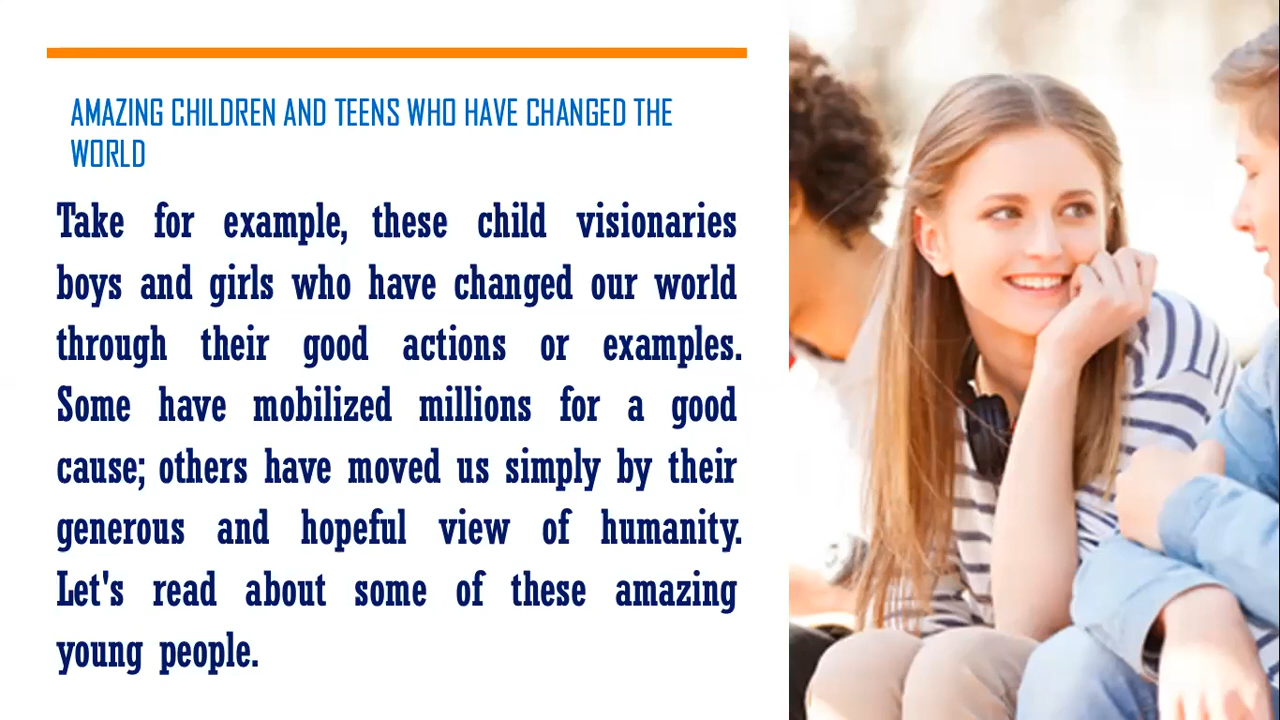 AMAZING CHILDREN AND TEENS WHO HAVE CHANGED THE
WORLD
Take for example, these child visionaries
boys and girls who have changed our world
through their good actions or examples.
Some have mobilized millions for a good
cause; others have moved us simply by their
generous and hopeful view of humanity.
Let's read about some of these amazing
young people.